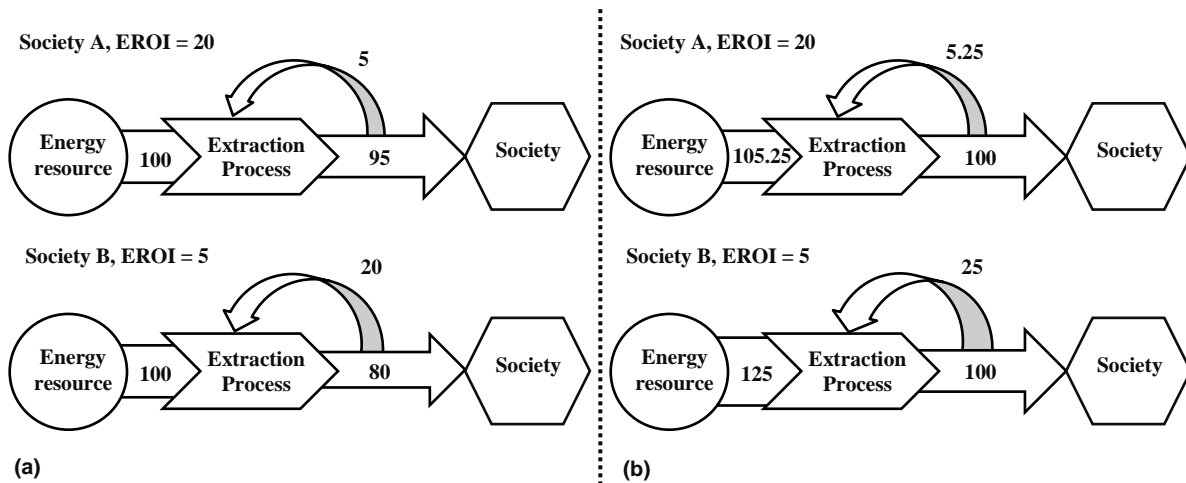 Society A, EROI = 20
5
Energy
resource
100
Extraction
Process
95
Society
Society B, EROI = 5
20
Energy
resource
100
Extraction
Process
80
Society
(a)
Society A, EROI = 20
5.25
Energy
resource
105.25
Extraction
Process
100
Society
Society B, EROI = 5
25
Energy
resource
125
Extraction
Process
100
Society
(b)